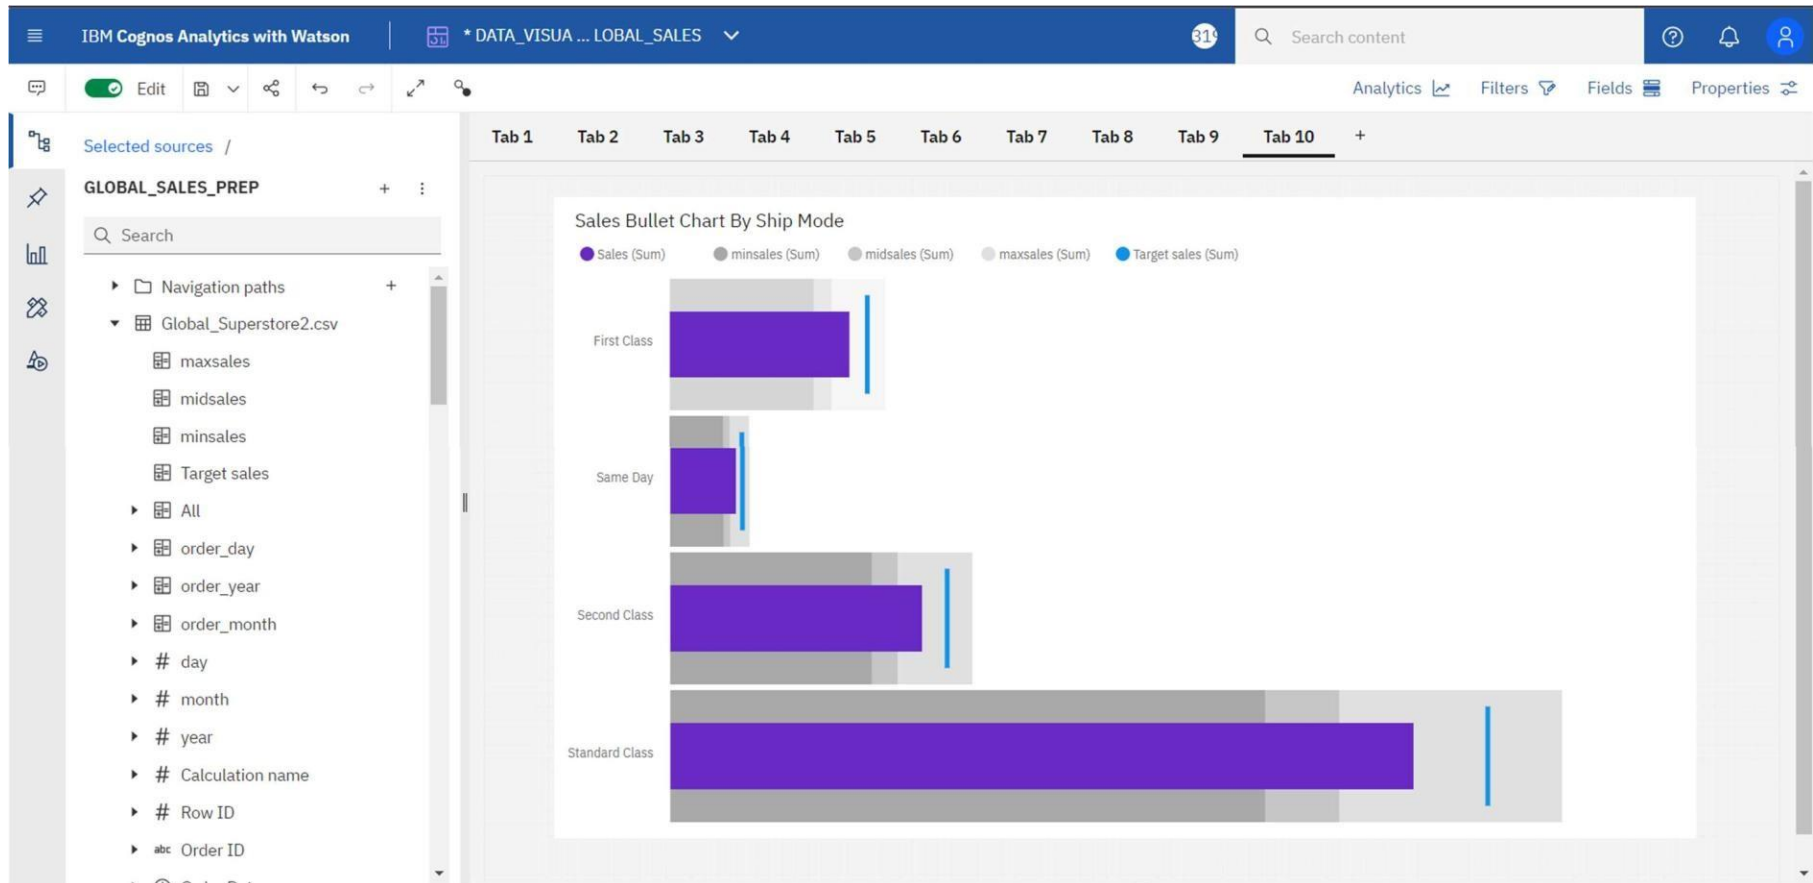 IBM Cognos Analytics with Watson
* DATA_VISUA ... LOBAL_SALES
Search content
Edit
Analytics
Filters
Fields
Properties
Tab 1 Tab 2 Tab 3 Tab 4 Tab 5 Tab 6 Tab 7 Tab 8 Tab 9 Tab 10 +
Selected sources /
GLOBAL_SALES_PREP
Search
Navigation paths
Global_Superstore2.csv
maxsales
midsales
minsales
Target sales
All
order_day
order_year
order_month
# day
# month
# year
# Calculation name
# Row ID
abc Order ID
Sales Bullet Chart By Ship Mode
Sales (Sum) minsales (Sum) midsales (Sum) maxsales (Sum) Target sales (Sum)
First Class
Same Day
Second Class
Standard Class